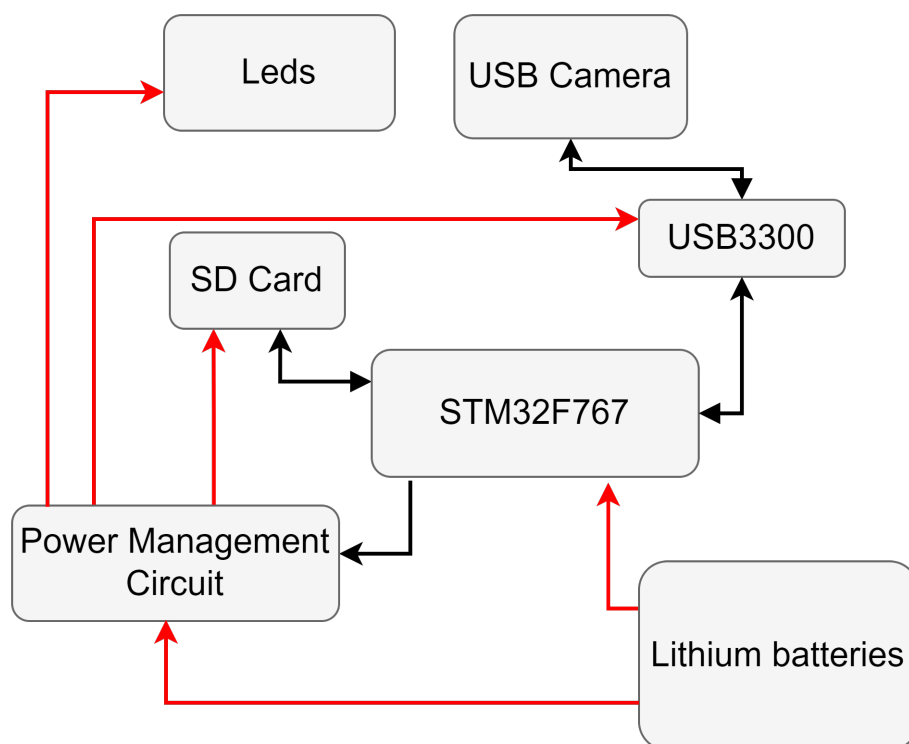 Leds
USB Camera
USB3300
SD Card
STM32F767
Power Management
Circuit
Lithium batteries